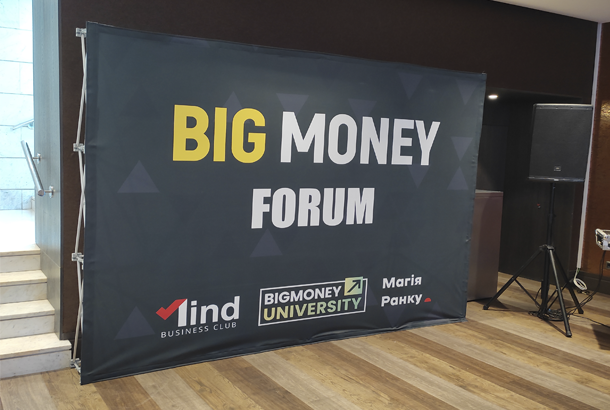 BIG MONEY
FORUM
Mind
BUSINESS CLUB
BIGMONEY
UNIVERSITY
Магія
Ранку